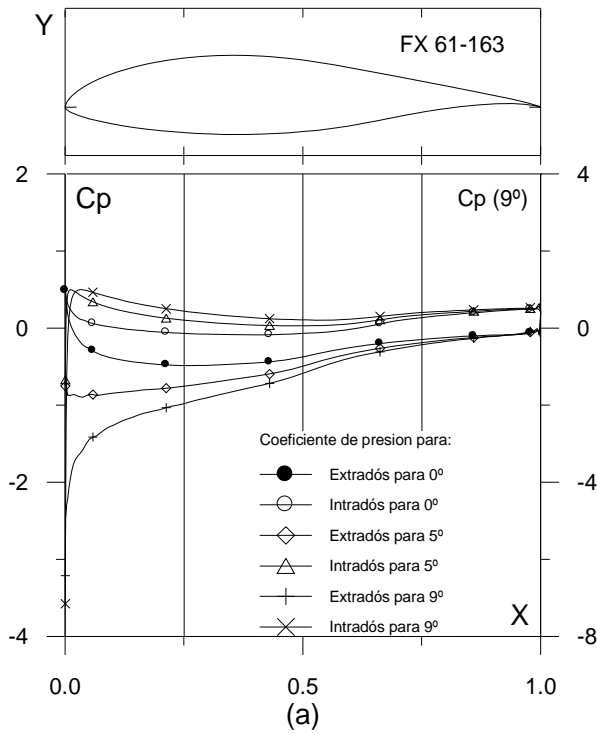 Y
FX 61-163
2
4
Cp
Cp (9º)
0
0
Coeficiente de presion para:
Extradós para 0º
Intradós para 0º
-2
-4
Extradós para 5º
Intradós para 5º
Extradós para 9º
Intradós para 9º
X
-4
-8
0.0
0.5
1.0
(a)